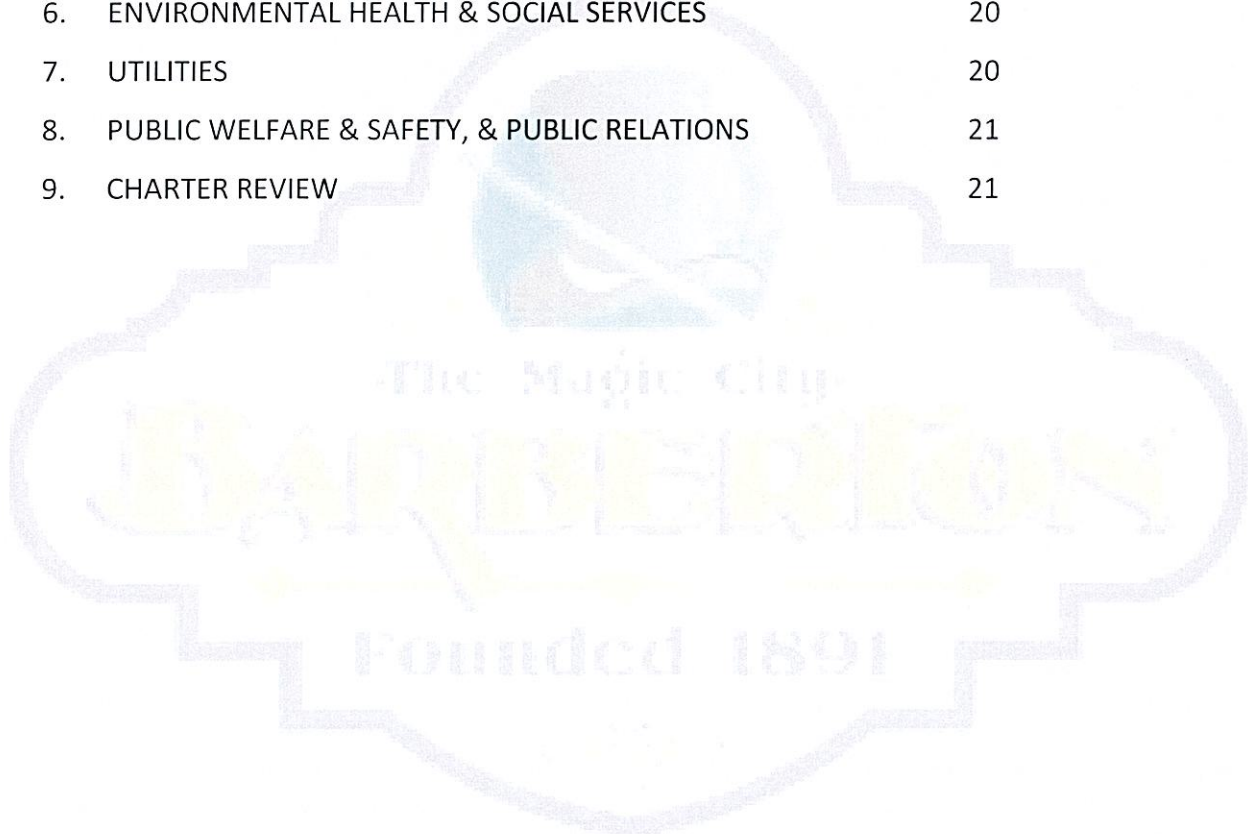 6. ENVIRONMENTAL HEALTH & SOCIAL SERVICES 20
7. UTILITIES 20
8. PUBLIC WELFARE & SAFETY, & PUBLIC RELATIONS 21
9. CHARTER REVIEW 21
The Magic City
BARBERTON
Founded 1891